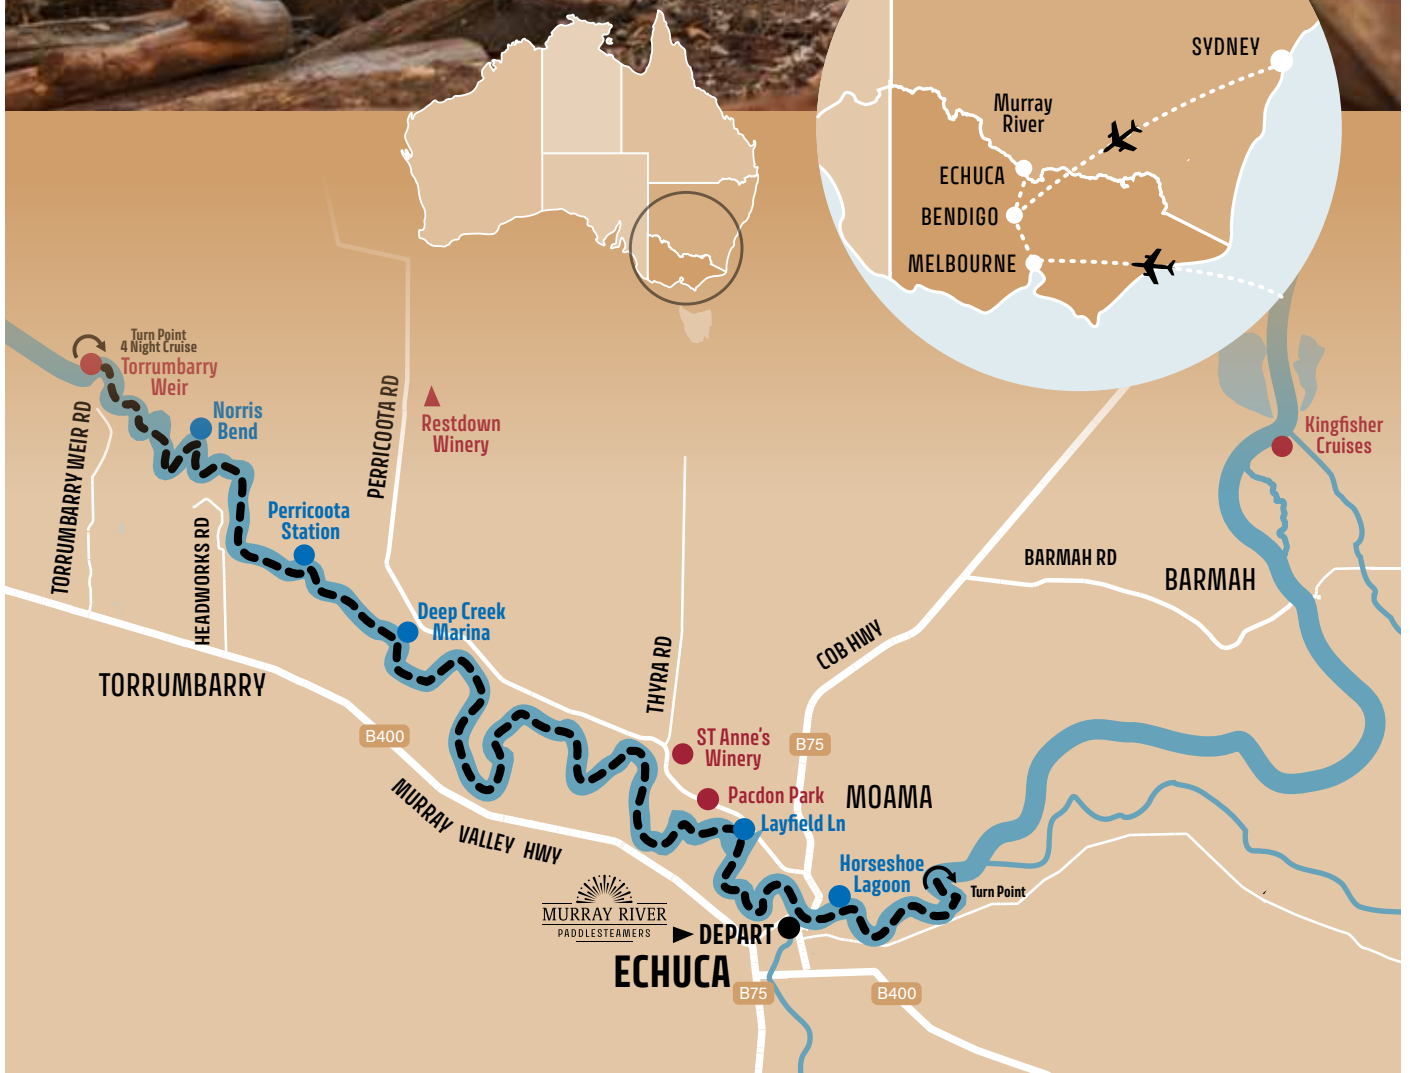 SYDNEY
Murray
River
ECHUCA
BENDIGO
MELBOURNE
Turn Point
4 Night Cruise
Torrumbarry
Weir
Norris
Bend
TORRUMBARRY WEIR RD
PERRICOOTA RD
Restdown
Winery
Kingfisher
Cruises
Perricoota
Station
HEADWORKS RD
BARMAH RD
BARMAH
Deep Creek
Marina
COB HWY
THYRA RD
TORRUMBARRY
B400
ST Anne's
Winery
B75
Pacdon Park
MOAMA
MURRAY VALLEY HWY
Layfield Ln
Horseshoe
Lagoon
Turn Point
MURRAY RIVER
PADDLESTEAMERS
DEPART
ECHUCA
B75
B400